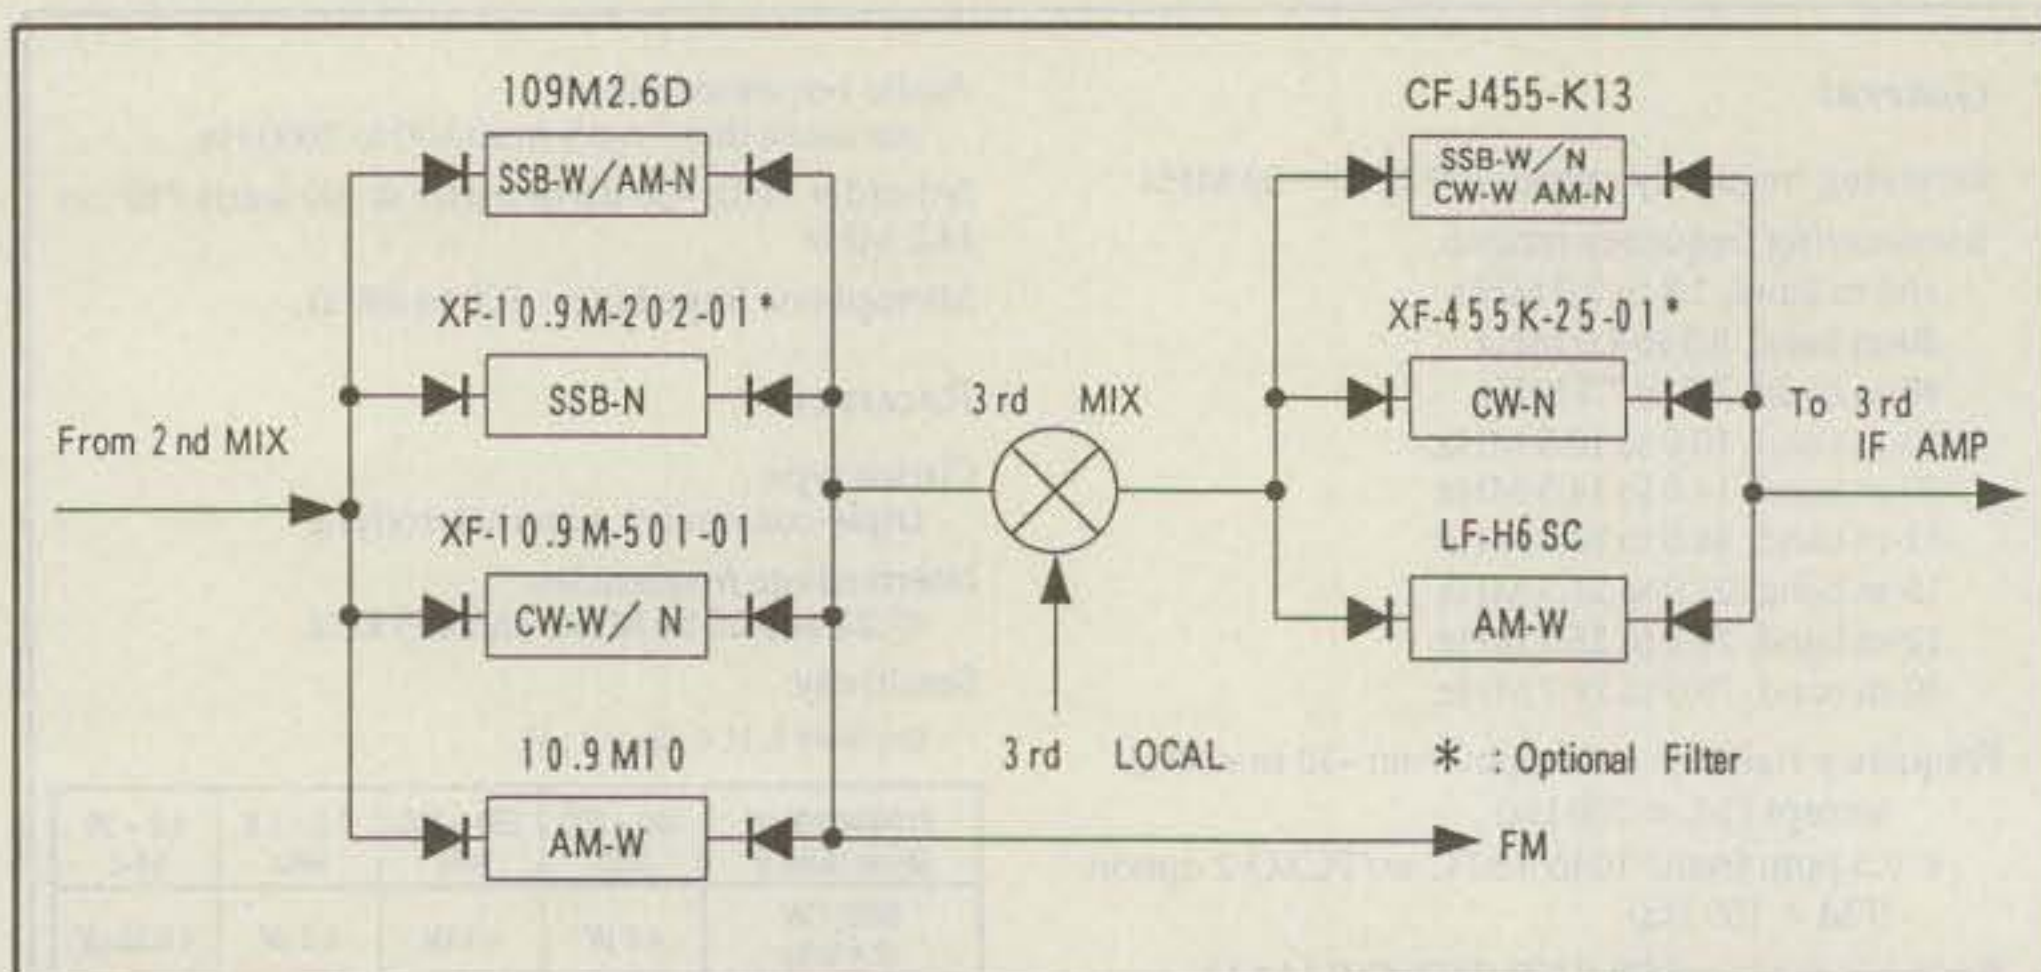 109M2.6D
SSB-W/AM-N
XF-10.9M-202-01*
SSB-N
From 2nd MIX
XF-10.9M-501-01
CW-W/N
10.9M10
AM-W
3rd MIX
3rd LOCAL
CFJ455-K13
SSB-W/N
CW-W AM-N
XF-455K-25-01*
CW-N
To 3rd
IF AMP
LF-H6SC
AM-W
* : Optional Filter
FM